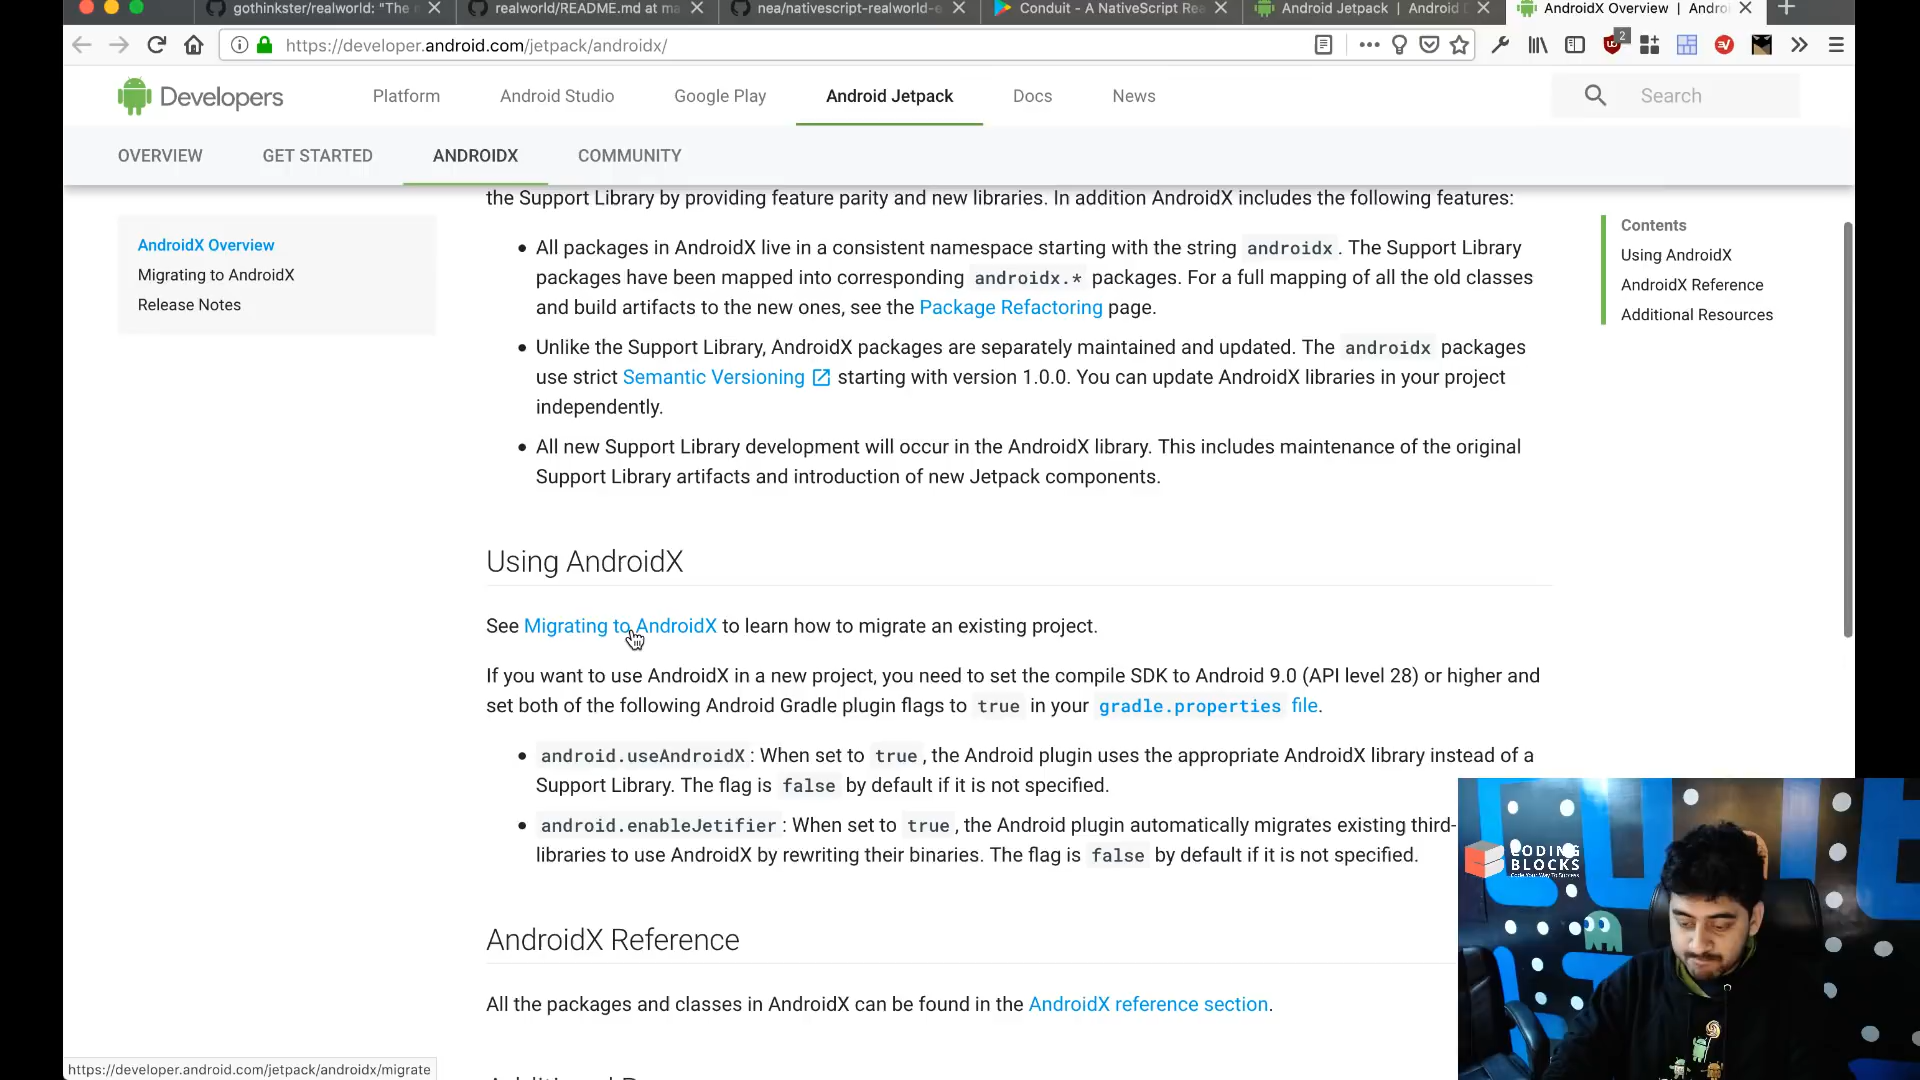 gothinkster/realworld: "The
realworld/README.md at ma
nea/nativescript-realworld-e
Conduit - A NativeScript Re
Android Jetpack | Android D
AndroidX Overview | Andro
https://developer.android.com/jetpack/androidx/
2
Developers
Platform
Android Studio
Google Play
Android Jetpack
Docs
News
Search
OVERVIEW
GET STARTED
ANDROIDX
COMMUNITY
AndroidX Overview
Migrating to AndroidX
Release Notes
the Support Library by providing feature parity and new libraries. In addition AndroidX includes the following features:
• All packages in AndroidX live in a consistent namespace starting with the string androidx. The Support Library
packages have been mapped into corresponding androidx.* packages. For a full mapping of all the old classes
and build artifacts to the new ones, see the Package Refactoring page.
• Unlike the Support Library, AndroidX packages are separately maintained and updated. The androidx packages
use strict Semantic Versioning starting with version 1.0.0. You can update AndroidX libraries in your project
independently.
• All new Support Library development will occur in the AndroidX library. This includes maintenance of the original
Support Library artifacts and introduction of new Jetpack components.
Using AndroidX
See Migrating to AndroidX to learn how to migrate an existing project.
If you want to use AndroidX in a new project, you need to set the compile SDK to Android 9.0 (API level 28) or higher and
set both of the following Android Gradle plugin flags to true in your gradle.properties file.
• android.useAndroidX: When set to true, the Android plugin uses the appropriate AndroidX library instead of a
Support Library. The flag is false by default if it is not specified.
• android.enableJetifier: When set to true, the Android plugin automatically migrates existing third-
libraries to use AndroidX by rewriting their binaries. The flag is false by default if it is not specified.
AndroidX Reference
All the packages and classes in AndroidX can be found in the AndroidX reference section.
Contents
Using AndroidX
AndroidX Reference
Additional Resources
CODING
BLOCKS
Code Your Way To Success
https://developer.android.com/jetpack/androidx/migrate